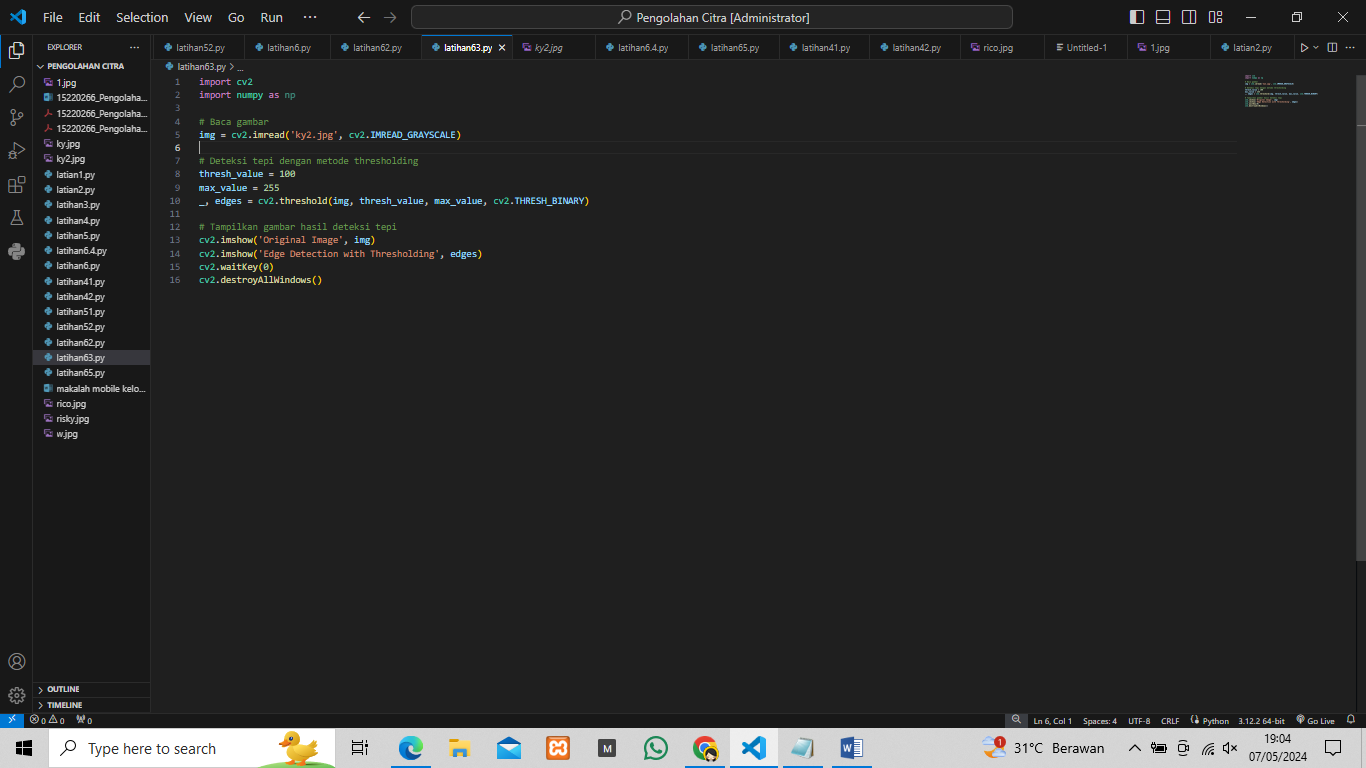 File Edit Selection View Go Run ··· Pengolahan Citra [Administrator]
EXPLORER ···
latihan52.py latihan6.py latihan62.py latihan63.py ky2.jpg latihan6.4.py latihan65.py latihan41.py latihan42.py rico.jpg Untitled-1 1.jpg latian2.py
PENGOLAHAN CITRA
1.jpg
15220266_Pengolaha...
15220266_Pengolaha...
15220266_Pengolaha...
ky.jpg
ky2.jpg
latian1.py
latian2.py
latihan3.py
latihan4.py
latihan5.py
latihan6.4.py
latihan6.py
latihan41.py
latihan42.py
latihan51.py
latihan52.py
latihan62.py
latihan63.py
latihan65.py
makalah mobile kelo...
rico.jpg
risky.jpg
w.jpg
OUTLINE
TIMELINE
latihan63.py > ...
1 import cv2
2 import numpy as np
3
4 # Baca gambar
5 img = cv2.imread('ky2.jpg', cv2.IMREAD_GRAYSCALE)
6
7 # Deteksi tepi dengan metode thresholding
8 thresh_value = 100
9 max_value = 255
10 _, edges = cv2.threshold(img, thresh_value, max_value, cv2.THRESH_BINARY)
11
12 # Tampilkan gambar hasil deteksi tepi
13 cv2.imshow('Original Image', img)
14 cv2.imshow('Edge Detection with Thresholding', edges)
15 cv2.waitKey(0)
16 cv2.destroyAllWindows()
0 0 0 Ln 6, Col 1 Spaces: 4 UTF-8 CRLF Python 3.12.2 64-bit Go Live
Type here to search M 1 31°C Berawan 19:04
07/05/2024